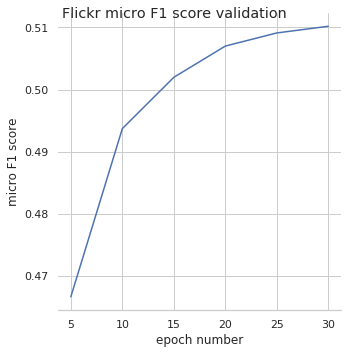 Flickr micro F1 score validation
0.51
0.50
0.49
0.48
0.47
micro F1 score
5 10 15 20 25 30
epoch number